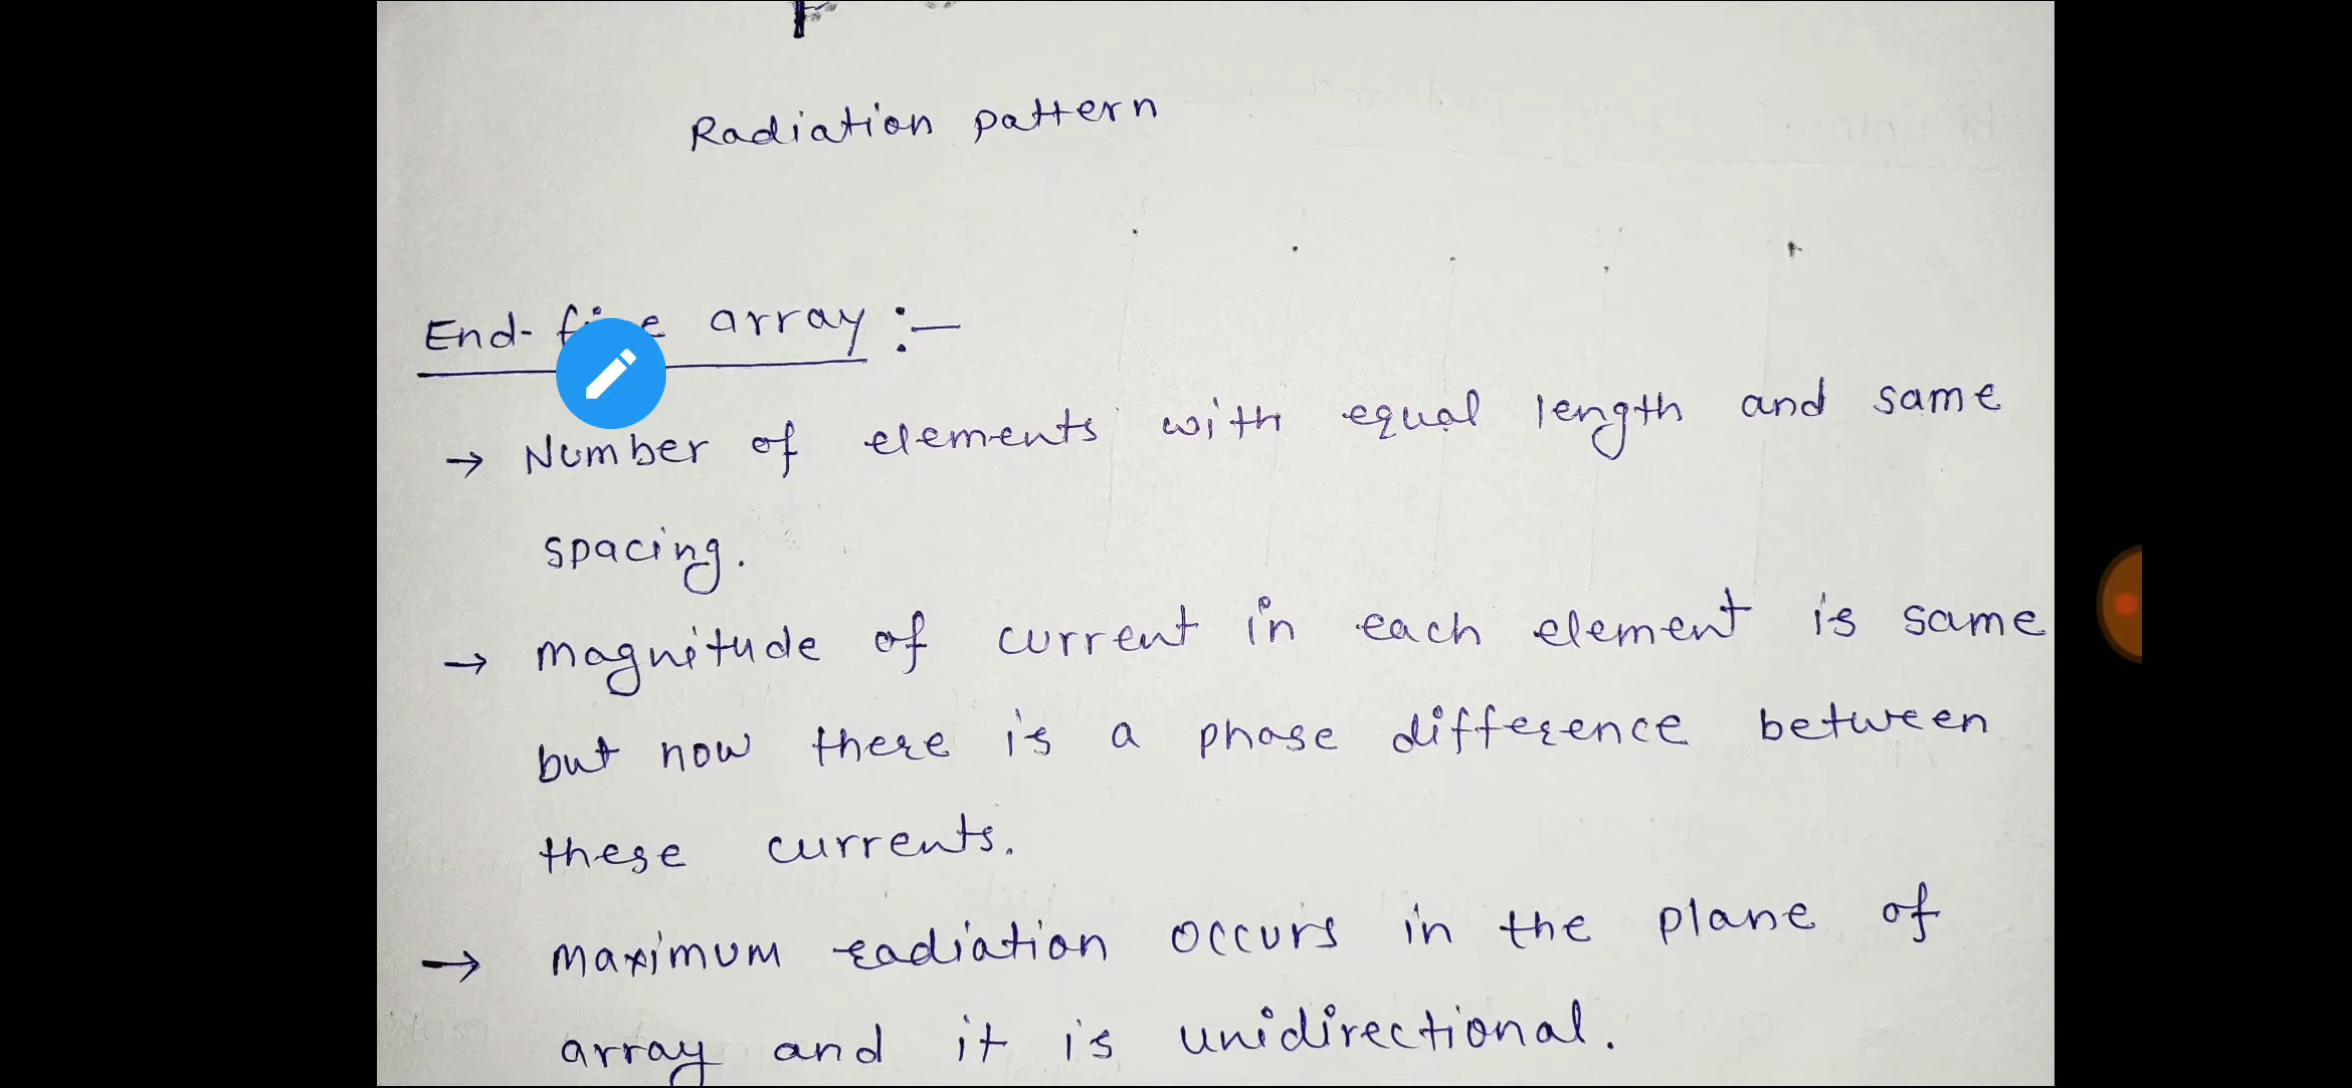 Radiation pattern
End-fire array :-
→ Number of elements with equal length and same
spacing.
→ magnitude of current in each element is same
but now there is a phase difference between
these currents.
→ maximum radiation occurs in the plane of
array and it is unidirectional.